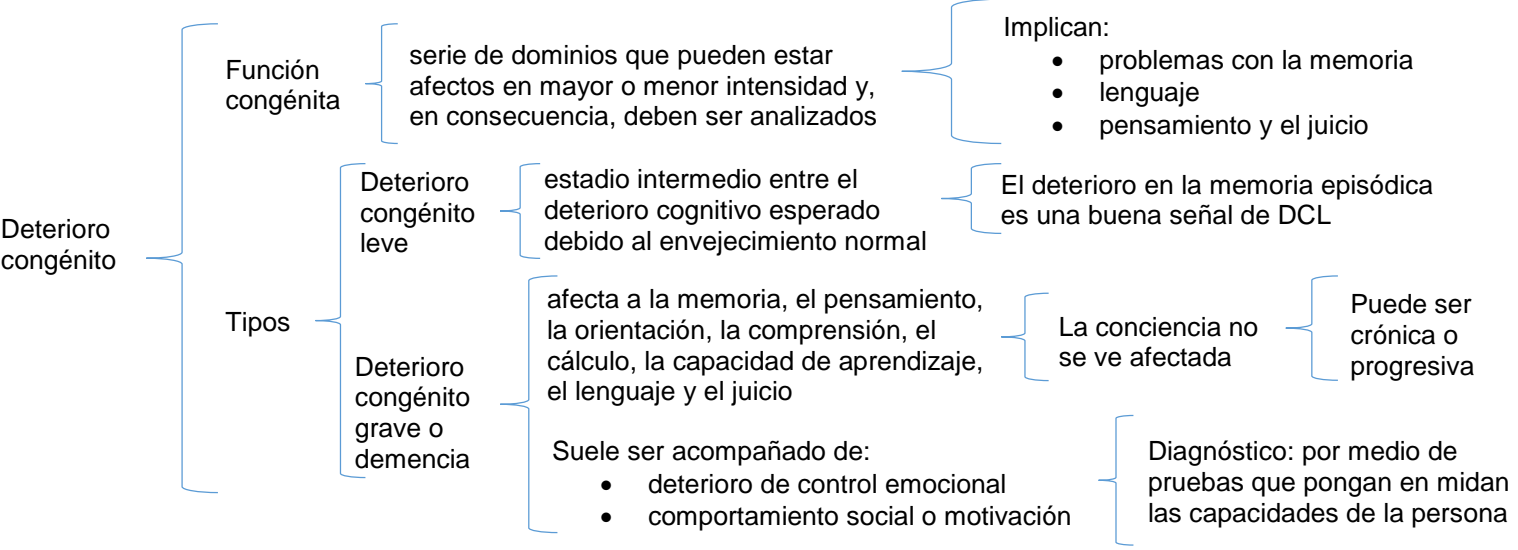 Deterioro
congénito
Función
congénita
serie de dominios que pueden estar
afectos en mayor o menor intensidad y,
en consecuencia, deben ser analizados
Implican:
• problemas con la memoria
• lenguaje
• pensamiento y el juicio
Tipos
Deterioro
congénito
leve
estadio intermedio entre el
deterioro cognitivo esperado
debido al envejecimiento normal
El deterioro en la memoria episódica
es una buena señal de DCL
Deterioro
congénito
grave o
demencia
afecta a la memoria, el pensamiento,
la orientación, la comprensión, el
cálculo, la capacidad de aprendizaje,
el lenguaje y el juicio
La conciencia no
se ve afectada
Puede ser
crónica o
progresiva
Suele ser acompañado de:
• deterioro de control emocional
• comportamiento social o motivación
Diagnóstico: por medio de
pruebas que pongan en midan
las capacidades de la persona